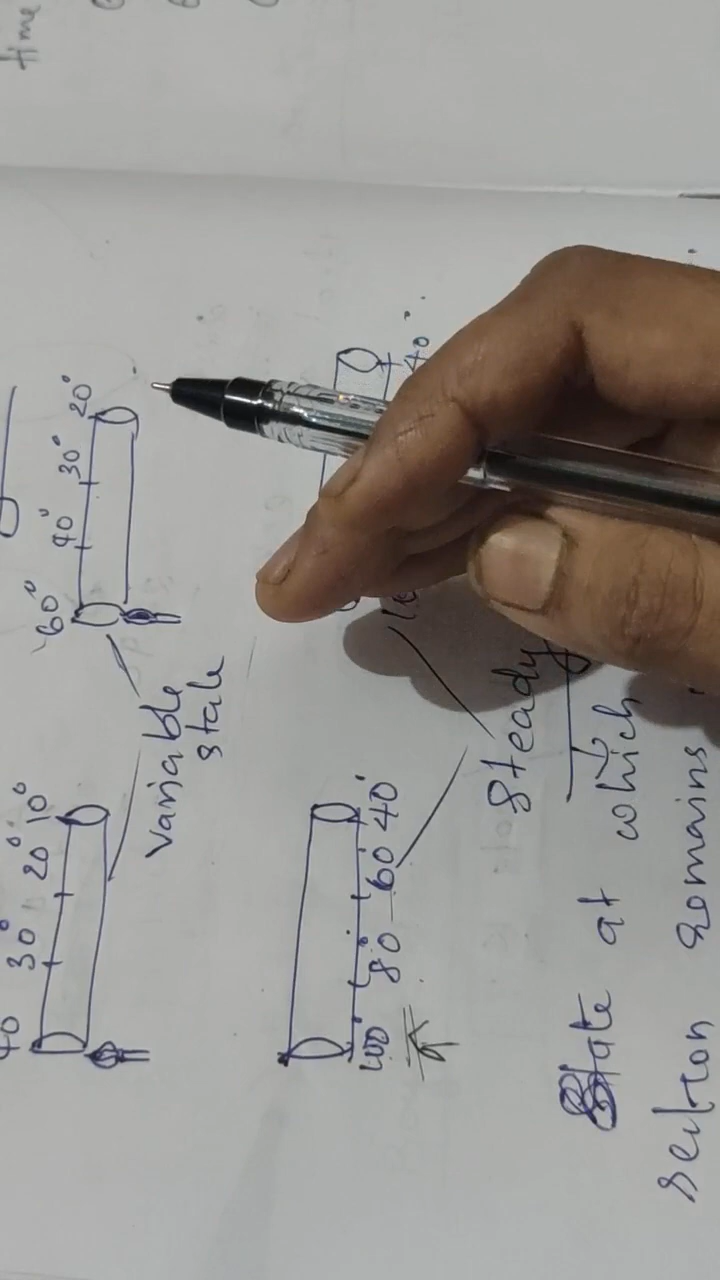 time
40 30° 20° 10°
60° 40° 30° 20°
Variable
state
100 80° 60° 40°
40
Steady
State at which
remains